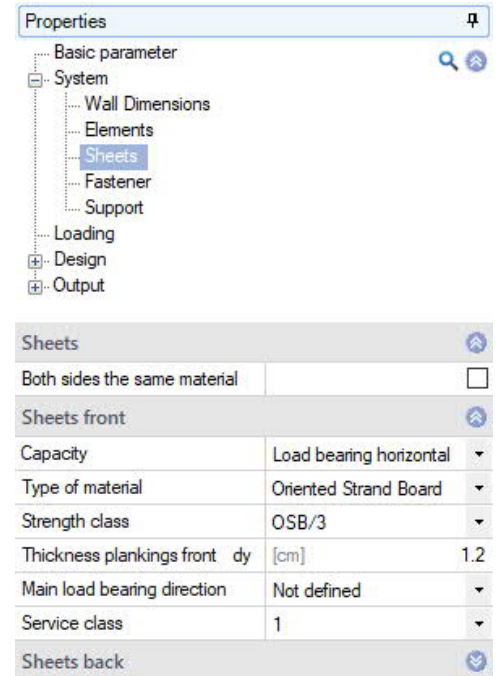 Properties
Basic parameter
System
Wall Dimensions
Elements
Sheets
Fastener
Support
Loading
Design
Output
Sheets
Both sides the same material
Sheets front
Capacity Load bearing horizontal
Type of material Oriented Strand Board
Strength class OSB/3
Thickness plankings front dy [cm] 1.2
Main load bearing direction Not defined
Service class 1
Sheets back